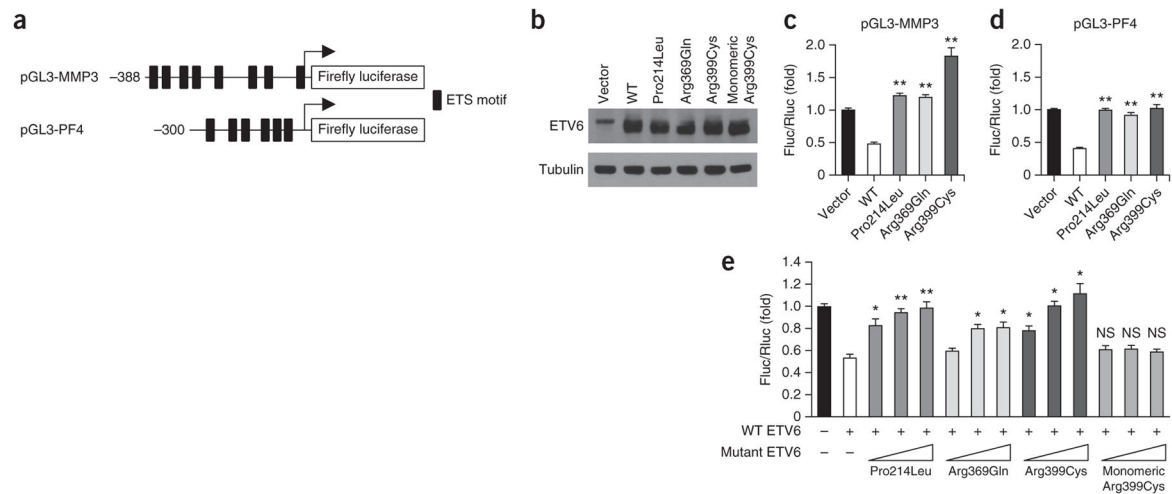 a
pGL3-MMP3 –388 Firefly luciferase
ETS motif
pGL3-PF4 –300 Firefly luciferase
b
Vector
WT
Pro214Leu
Arg369Gln
Arg399Cys
Monomeric
Arg399Cys
ETV6
Tubulin
c
pGL3-MMP3
Fluc/Rluc (fold)
2.0
1.5
1.0
0.5
0
** ** **
Vector
WT
Pro214Leu
Arg369Gln
Arg399Cys
d
pGL3-PF4
Fluc/Rluc (fold)
2.0
1.5
1.0
0.5
0
** ** **
Vector
WT
Pro214Leu
Arg369Gln
Arg399Cys
e
Fluc/Rluc (fold)
1.4
1.2
1.0
0.8
0.6
0.4
0.2
0
* ** ** * * * * * NS NS NS
WT ETV6 – + + + + + + + + + + + + +
Mutant ETV6 – –
Pro214Leu Arg369Gln Arg399Cys Monomeric
Arg399Cys